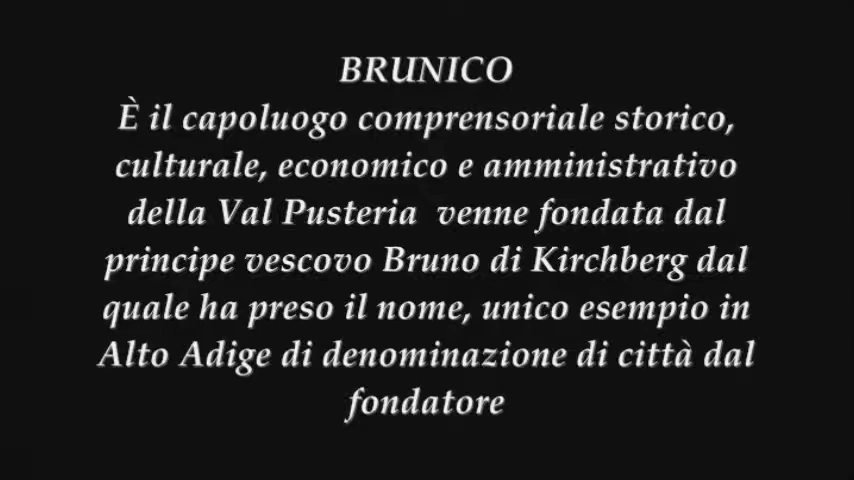 BRUNICO
È il capoluogo comprensoriale storico,
culturale, economico e amministrativo
della Val Pusteria  venne fondata dal
principe vescovo Bruno di Kirchberg dal
quale ha preso il nome, unico esempio in
Alto Adige di denominazione di città dal
fondatore